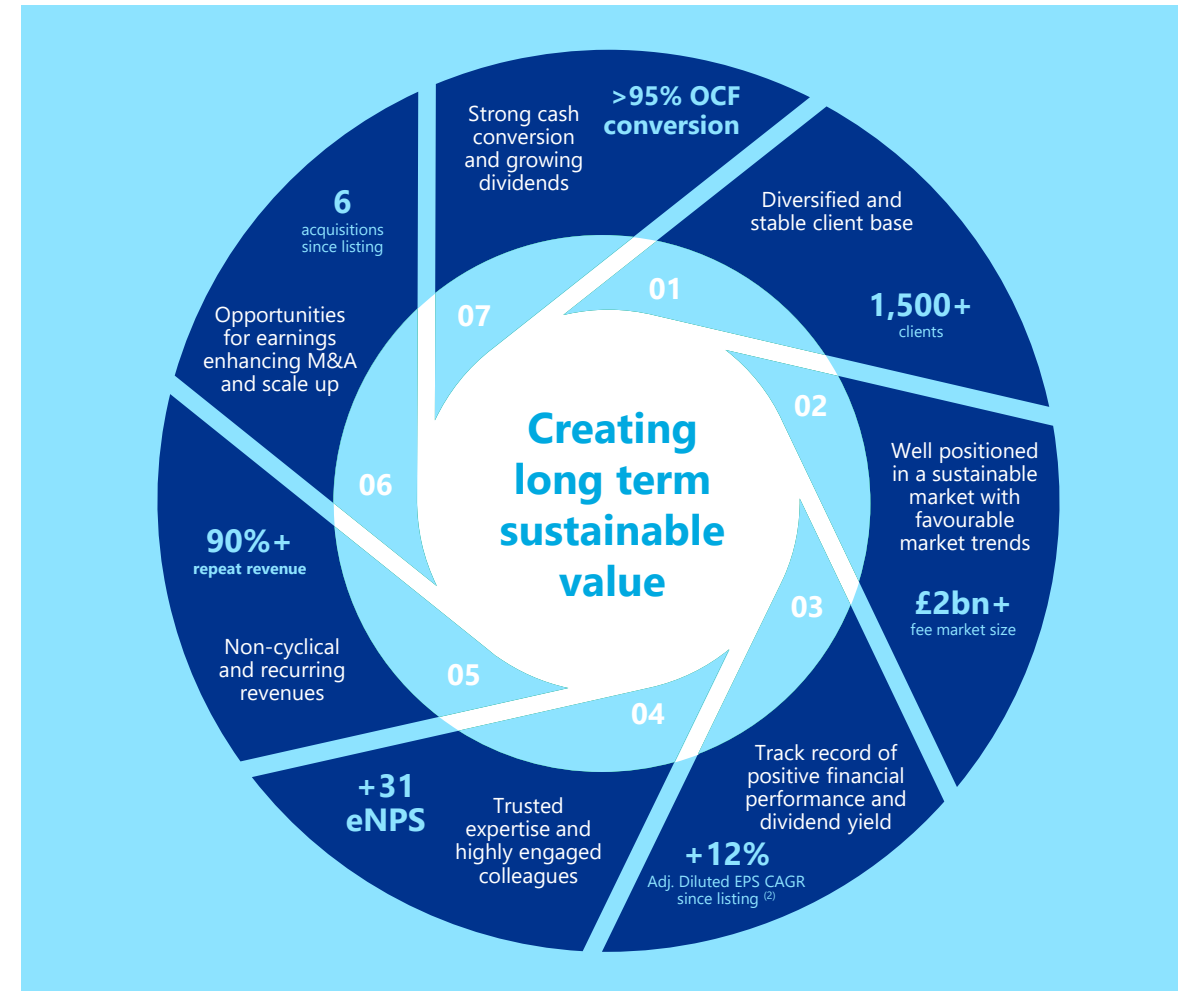 Creating
long term
sustainable
value
01
Diversified and
stable client base
1,500+
clients
02
Well positioned
in a sustainable
market with
favourable
market trends
£2bn+
fee market size
03
Track record of
positive financial
performance and
dividend yield
+12%
Adj. Diluted EPS CAGR
since listing (2)
04
Trusted
expertise and
highly engaged
colleagues
+31
eNPS
05
90%+
repeat revenue
Non-cyclical
and recurring
revenues
06
6
acquisitions
since listing
Opportunities
for earnings
enhancing M&A
and scale up
07
Strong cash
conversion
and growing
dividends
>95% OCF
conversion